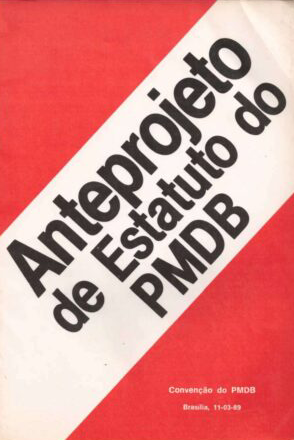 Anteprojeto
de Estatuto do
PMDB
Convenção do PMDB
Brasília, 11-03-89